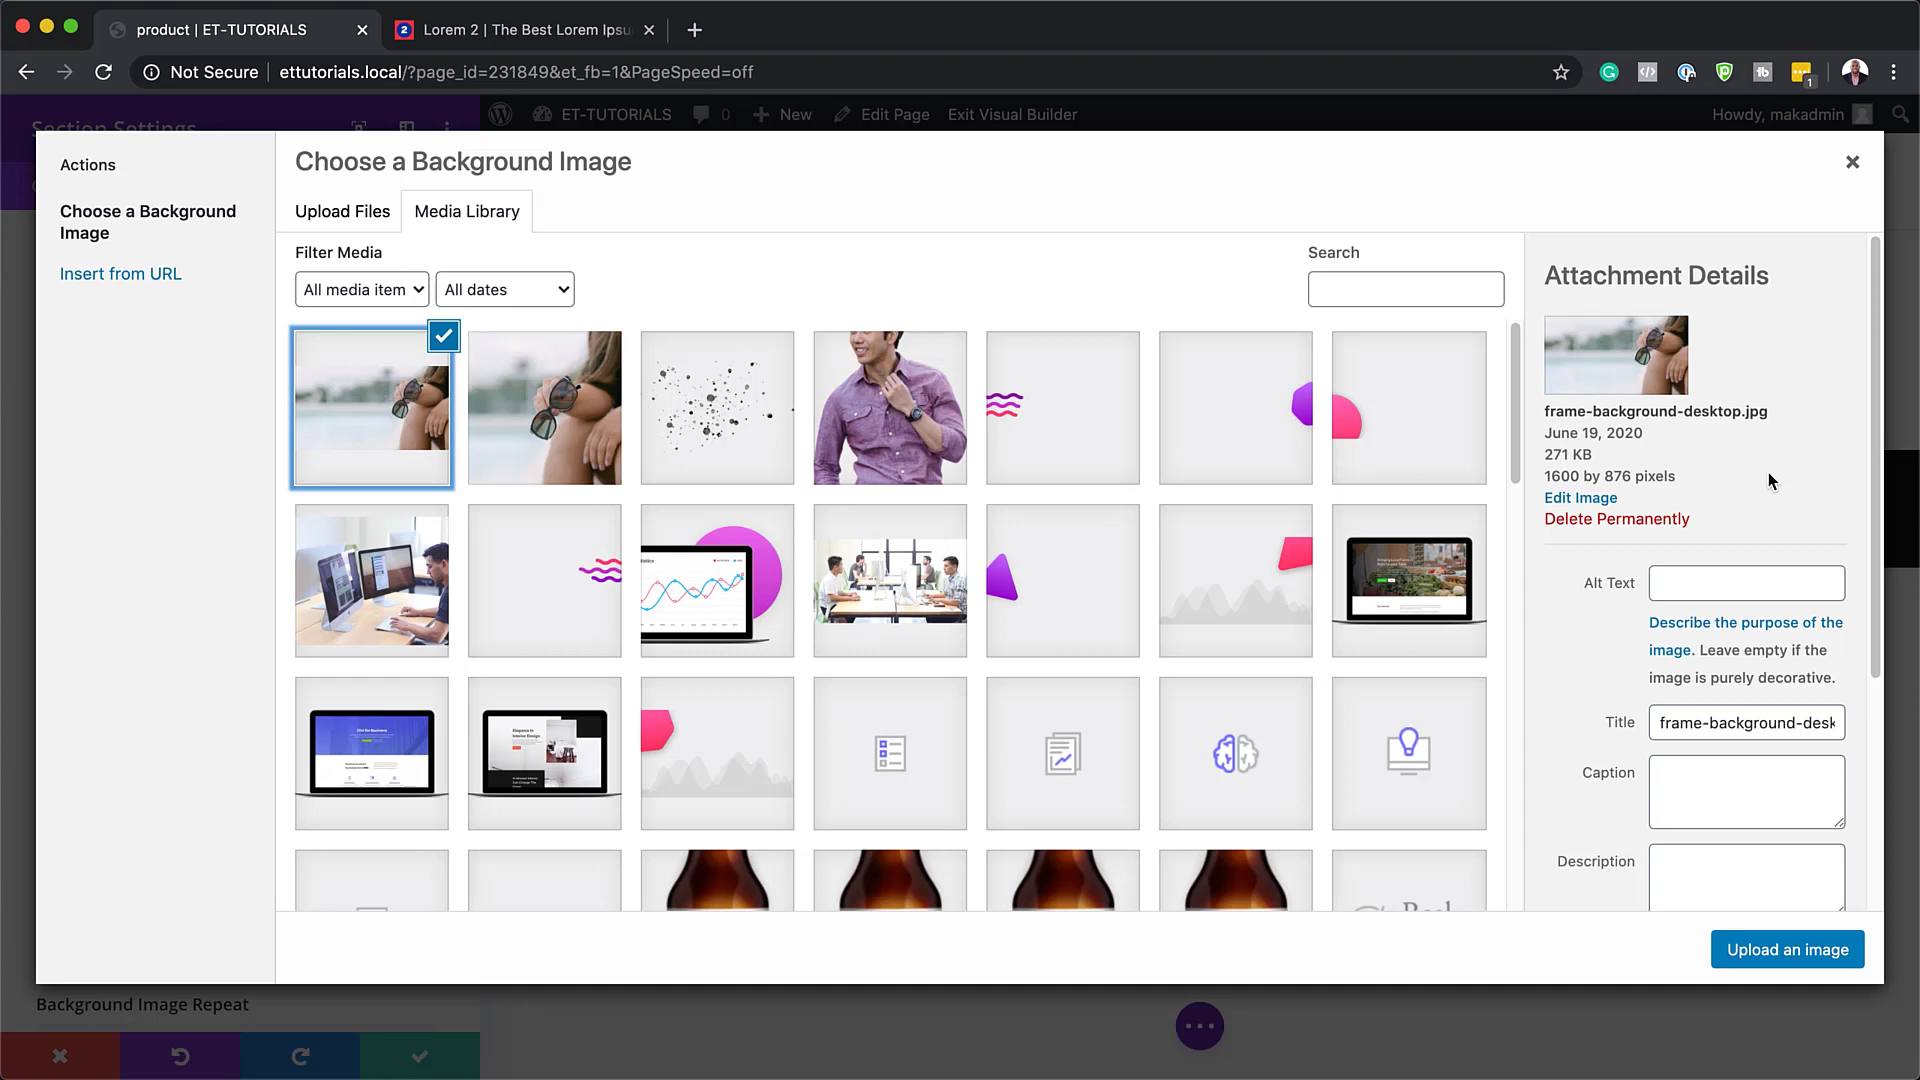 product | ET-TUTORIALS
2
Lorem 2 | The Best Lorem Ipsu
Not Secure
ettutorials.local/?page_id=231849&et_fb=1&PageSpeed=off
1
Section Settings
ET-TUTORIALS
0
New
Edit Page
Exit Visual Builder
Howdy, makadmin
Actions
Choose a Background
Image
Insert from URL
Choose a Background Image
Upload Files
Media Library
Filter Media
All media item
All dates
Search
Attachment Details
frame-background-desktop.jpg
June 19, 2020
271 KB
1600 by 876 pixels
Edit Image
Delete Permanently
Alt Text
Describe the purpose of the
image. Leave empty if the
image is purely decorative.
Title
frame-background-desk
Caption
Description
Upload an image
Background Image Repeat